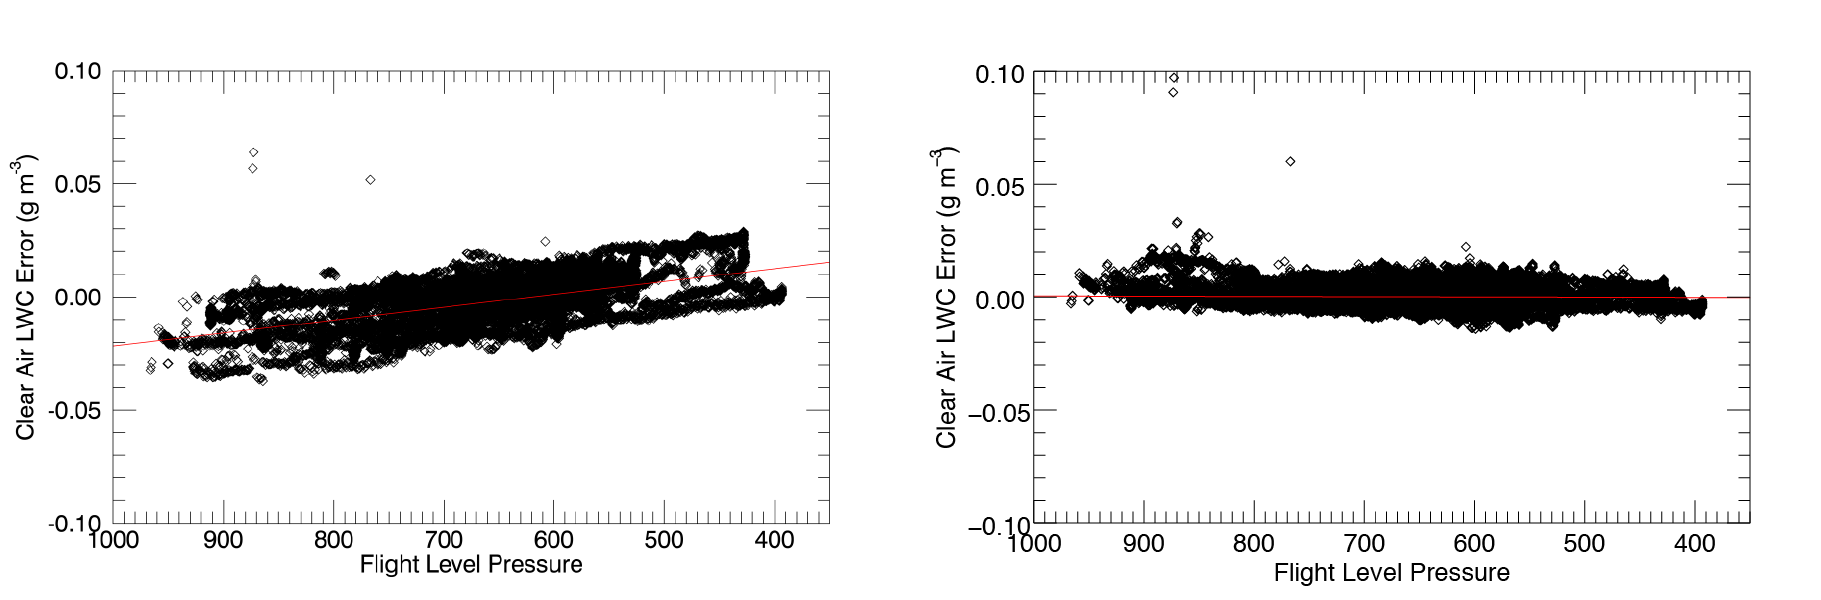 0.10
0.05
0.00
-0.05
-0.10
Clear Air LWC Error (g m-3)
1000 900 800 700 600 500 400
Flight Level Pressure
0.10
0.05
0.00
−0.05
−0.10
Clear Air LWC Error (g m−3)
1000 900 800 700 600 500 400
Flight Level Pressure